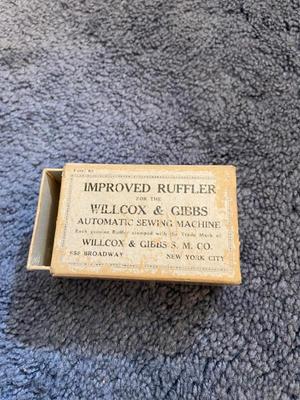 IMPROVED RUFFLER
FOR THE
WILLCOX & GIBBS
AUTOMATIC SEWING MACHINE
Each genuine Ruffler stamped with the Trade Mark of
WILLCOX & GIBBS S. M. CO.
658 BROADWAY NEW YORK CITY